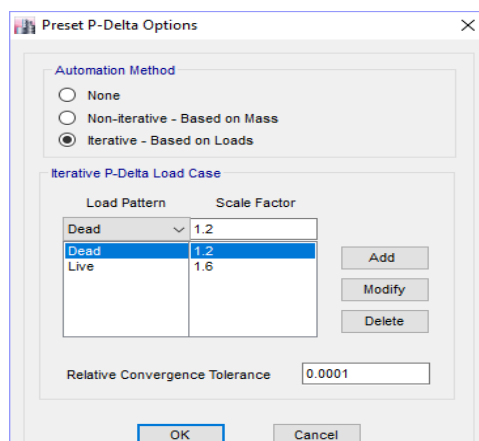 Preset P-Delta Options
Automation Method
None
Non-iterative - Based on Mass
Iterative - Based on Loads
Iterative P-Delta Load Case
Load Pattern Scale Factor
Dead 1.2
Dead 1.2
Live 1.6
Add
Modify
Delete
Relative Convergence Tolerance 0.0001
OK Cancel